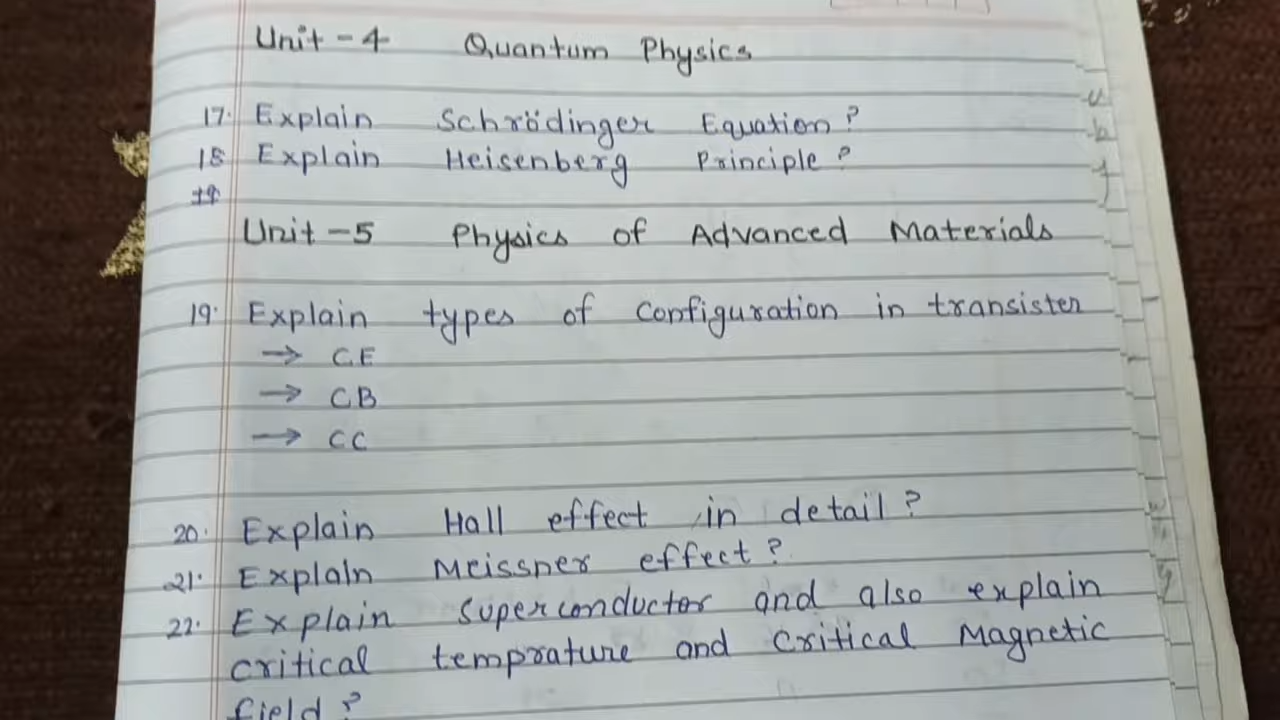 Unit - 4 Quantum Physics
17. Explain Schrödinger Equation?
18 Explain Heisenberg Principle?
19
Unit - 5 Physics of Advanced Materials
19. Explain types of configuration in transister
→ CE
→ CB
→ CC
20. Explain Hall effect in detail?
21. Explain Meissner effect?
22. Explain superconductor and also explain
critical temprature and critical Magnetic
field?